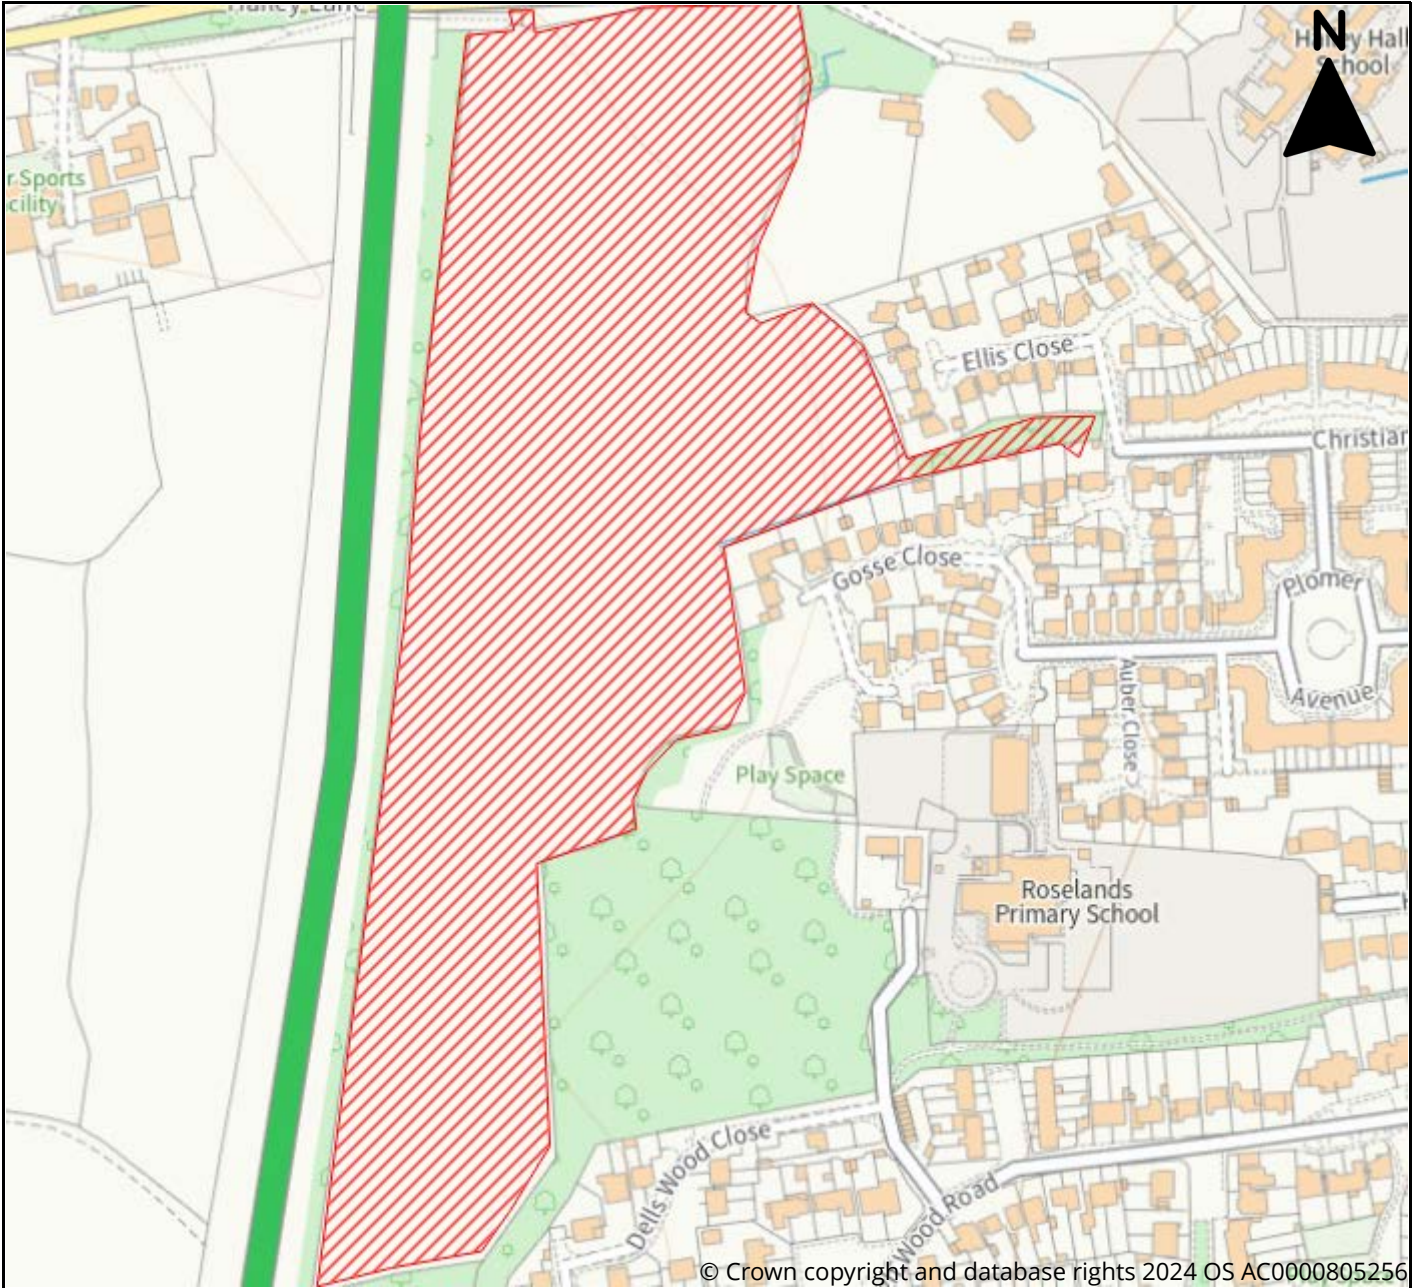 Lane
N
School
r Sports
cility
Ellis Close
Christian
Gosse Close
Plomer
Avenue
Auber Close
Play Space
Roselands
Primary School
Dells Wood Close
Wood Road
© Crown copyright and database rights 2024 OS AC0000805256